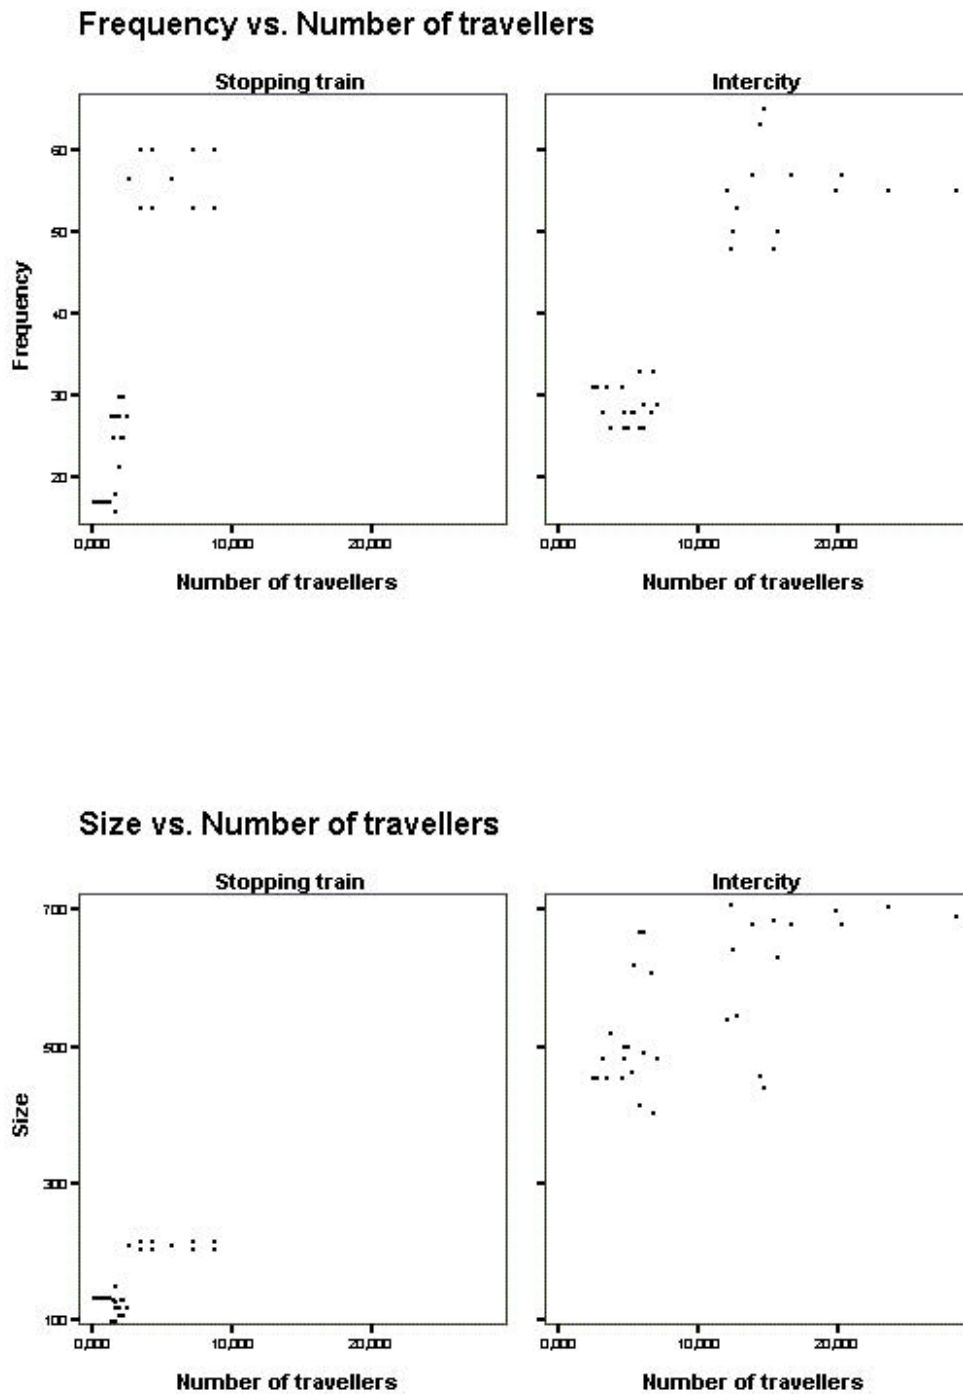 Frequency vs. Number of travellers
Stopping train
Intercity
60
50
40
30
20
Frequency
0,000 10,000 20,000
0,000 10,000 20,000
Number of travellers
Number of travellers
Size vs. Number of travellers
Stopping train
Intercity
700
500
300
100
Size
0,000 10,000 20,000
0,000 10,000 20,000
Number of travellers
Number of travellers